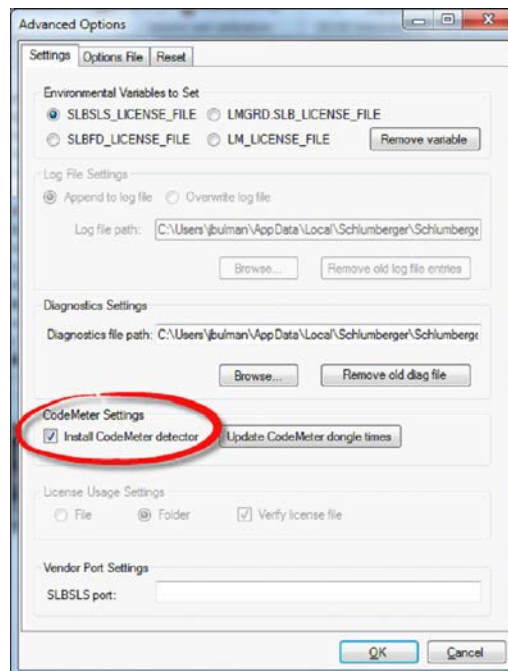 Advanced Options
Settings Options File Reset
Environmental Variables to Set
SLBSLS_LICENSE_FILE LMGRD.SLB_LICENSE_FILE
SLBFD_LICENSE_FILE LM_LICENSE_FILE Remove variable
Log File Settings
Append to log file Overwrite log file
Log file path: C:\Users\jbulman\AppData\Local\Schlumberger\Schlumberge
Browse... Remove old log file entries
Diagnostics Settings
Diagnostics file path: C:\Users\jbulman\AppData\Local\Schlumberger\Schlumberge
Browse... Remove old diag file
CodeMeter Settings
Install CodeMeter detector Update CodeMeter dongle times
License Usage Settings
File Folder Verify license file
Vendor Port Settings
SLBSLS port:
OK Cancel